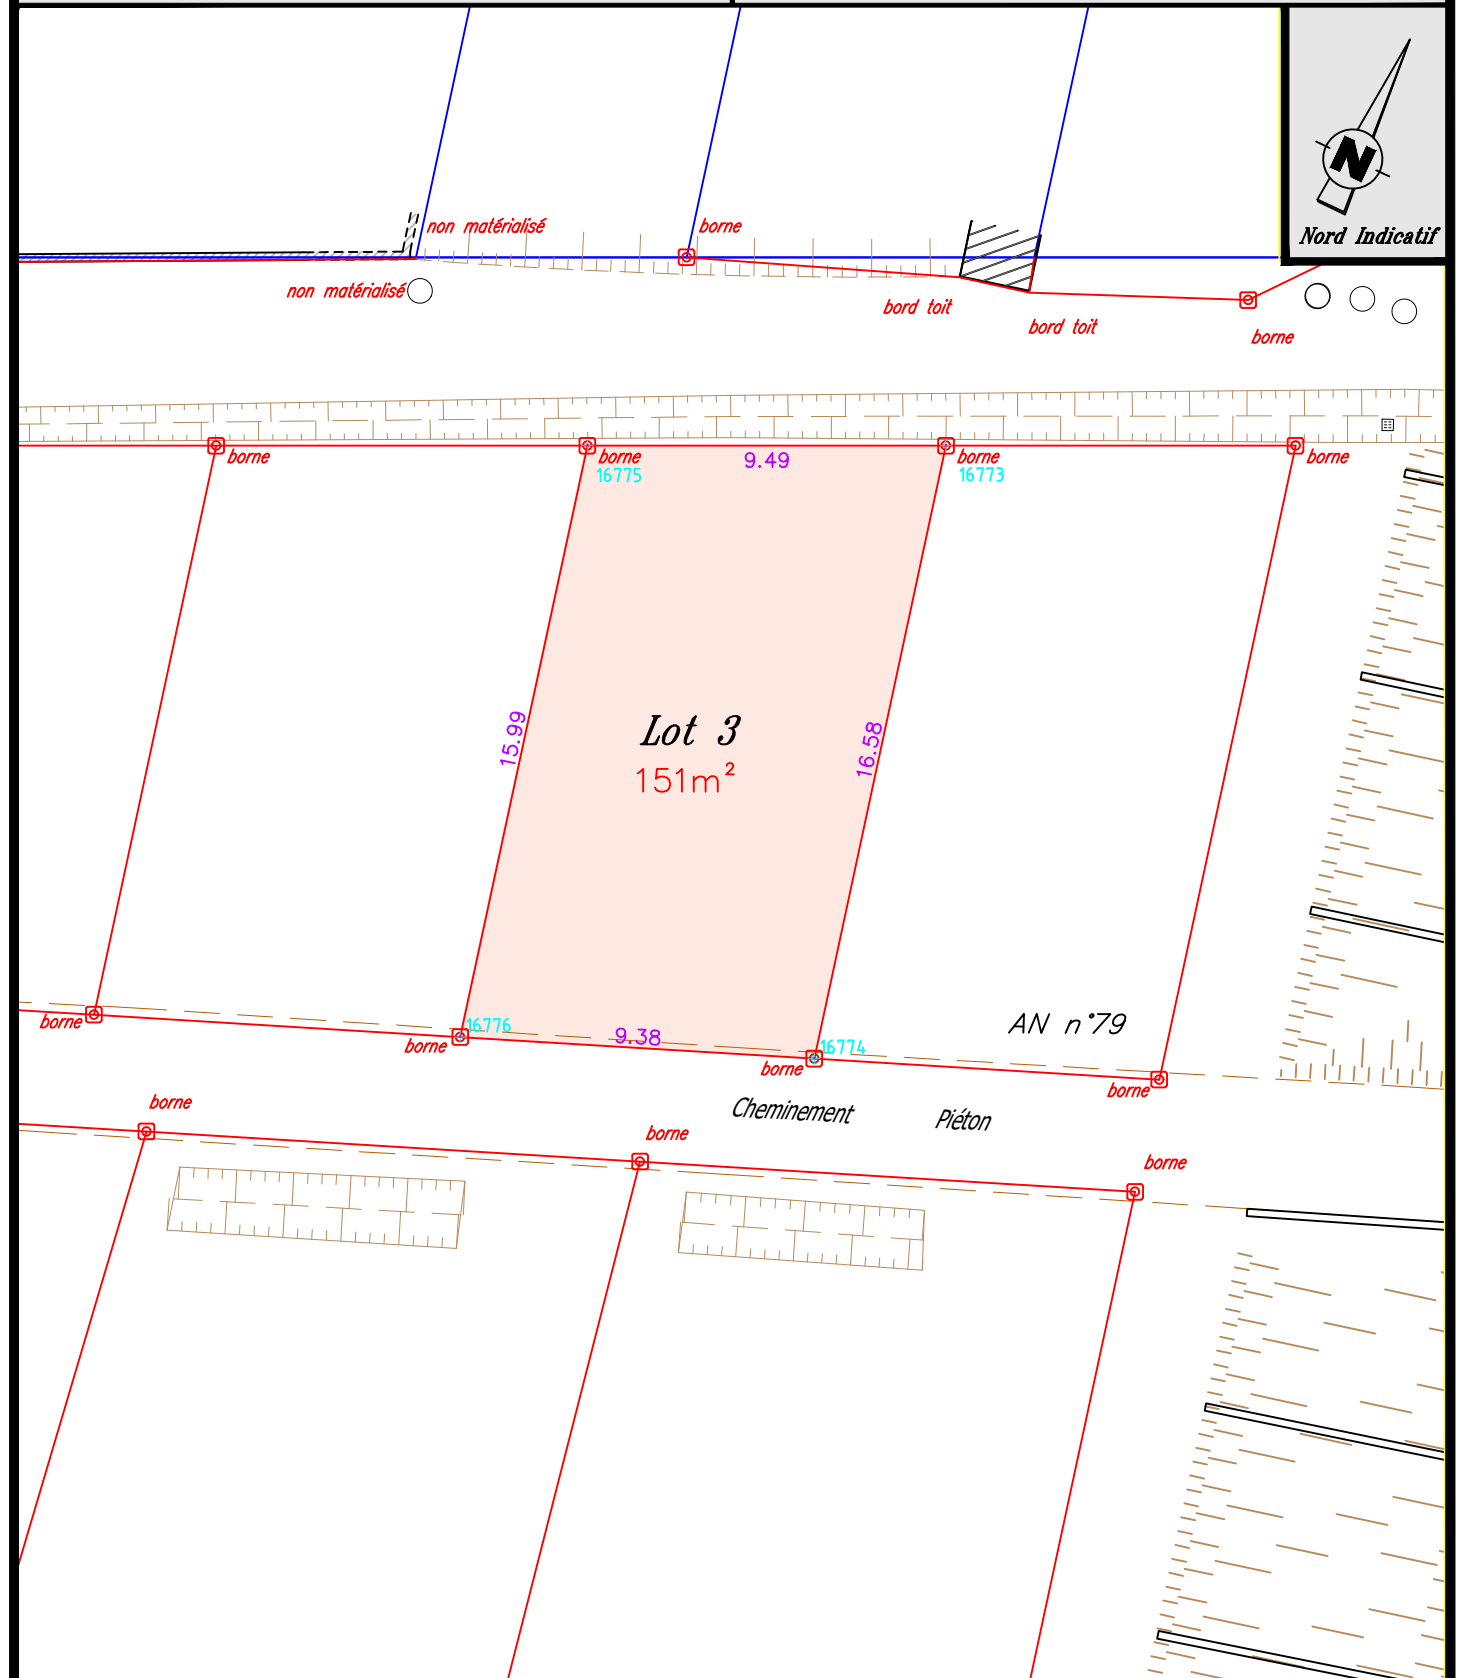 N
Nord Indicatif
non matérialisé
borne
non matérialisé
bord toit
bord toit
borne
borne
borne
9.49
borne
borne
16775
16773
15.99
16.58
Lot 3
151m²
16776
9.38
16774
AN n°79
borne
borne
borne
borne
Cheminement Piéton
borne
borne
borne